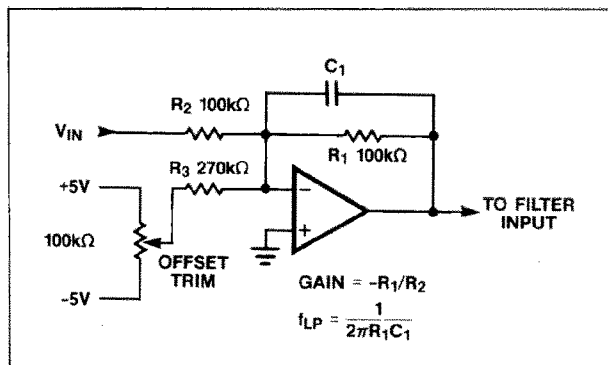 C1
R2 100kΩ
VIN
R1 100kΩ
R3 270kΩ
+5V
−
+
100kΩ
OFFSET
TRIM
-5V
TO FILTER
INPUT
GAIN = -R1/R2
fLP = 1
2πR1C1